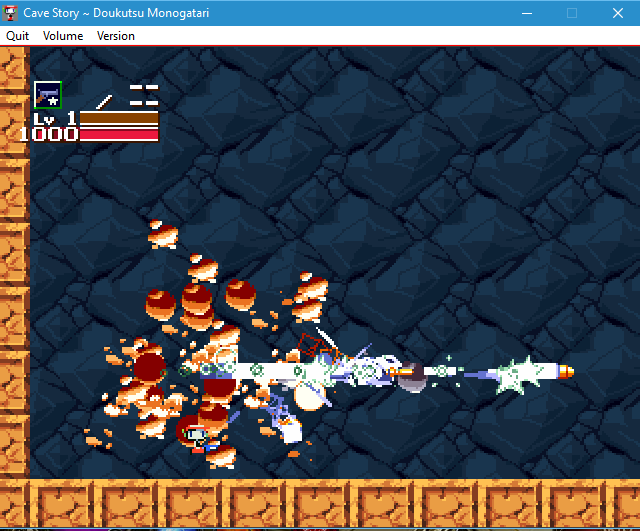 Cave Story ~ Doukutsu Monogatari
Quit Volume Version
--
/ --
Lv 1
1000